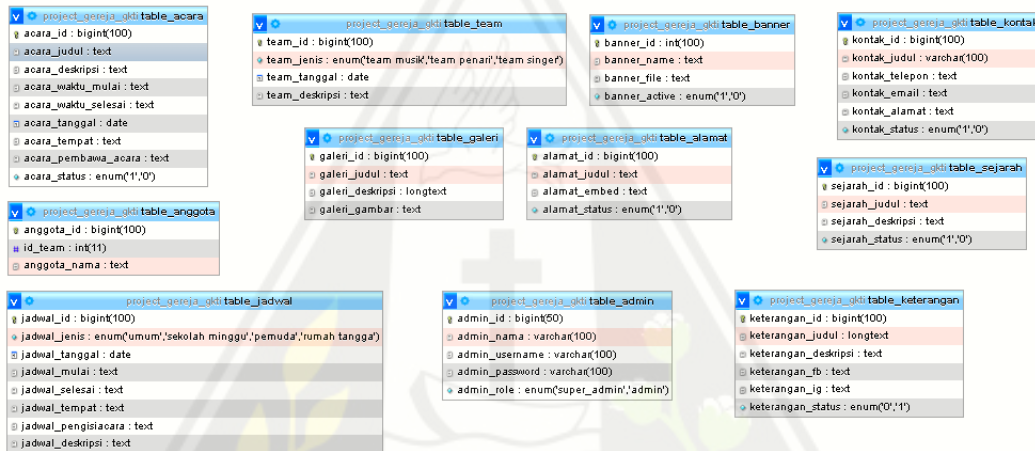 project_gereja_gkti table_acara
acara_id : bigint(100)
acara_judul : text
acara_deskripsi : text
acara_waktu_mulai : text
acara_waktu_selesai : text
acara_tanggal : date
acara_tempat : text
acara_pembawa_acara : text
acara_status : enum('1','0')
project_gereja_gkti table_team
team_id : bigint(100)
team_jenis : enum('team musik','team penari','team singer')
team_tanggal : date
team_deskripsi : text
project_gereja_gkti table_banner
banner_id : int(100)
banner_name : text
banner_file : text
banner_active : enum('1','0')
project_gereja_gkti table_kontak
kontak_id : bigint(100)
kontak_judul : varchar(100)
kontak_telepon : text
kontak_email : text
kontak_alamat : text
kontak_status : enum('1','0')
project_gereja_gkti table_galeri
galeri_id : bigint(100)
galeri_judul : text
galeri_deskripsi : longtext
galeri_gambar : text
project_gereja_gkti table_alamat
alamat_id : bigint(100)
alamat_judul : text
alamat_embed : text
alamat_status : enum('1','0')
project_gereja_gkti table_sejarah
sejarah_id : bigint(100)
sejarah_judul : text
sejarah_deskripsi : text
sejarah_status : enum('1','0')
project_gereja_gkti table_anggota
anggota_id : bigint(100)
id_team : int(11)
anggota_nama : text
project_gereja_gkti table_jadwal
jadwal_id : bigint(100)
jadwal_jenis : enum('umum','sekolah minggu','pemuda','rumah tangga')
jadwal_tanggal : date
jadwal_mulai : text
jadwal_selesai : text
jadwal_tempat : text
jadwal_pengisiacara : text
jadwal_deskripsi : text
project_gereja_gkti table_admin
admin_id : bigint(50)
admin_nama : varchar(100)
admin_username : varchar(100)
admin_password : varchar(100)
admin_role : enum('super_admin','admin')
project_gereja_gkti table_keterangan
keterangan_id : bigint(100)
keterangan_judul : longtext
keterangan_deskripsi : text
keterangan_fb : text
keterangan_ig : text
keterangan_status : enum('0','1')